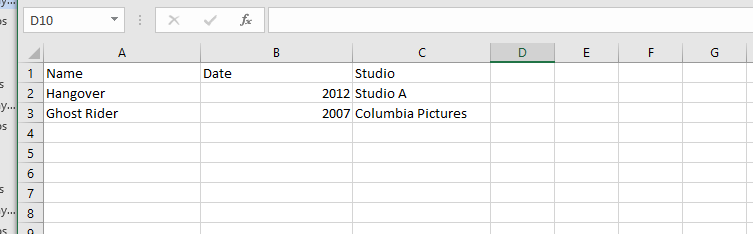 D10 fx
A B C D E F G
1 Name Date Studio
2 Hangover 2012 Studio A
3 Ghost Rider 2007 Columbia Pictures
4
5
6
7
8